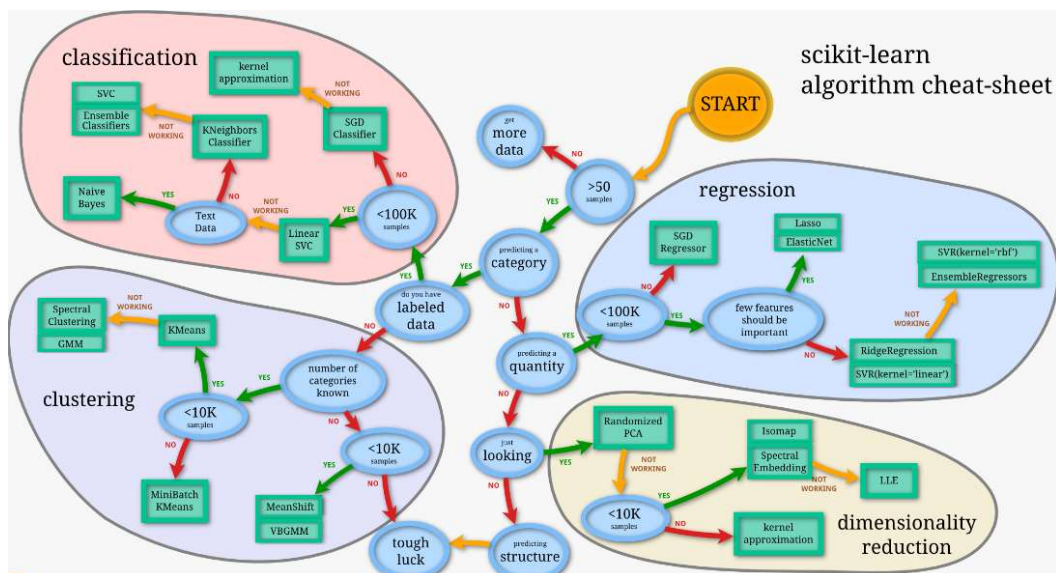 scikit-learn
algorithm cheat-sheet
START
classification
kernel
approximation
NOT
WORKING
SVC
Ensemble
Classifiers
NOT
WORKING
KNeighbors
Classifier
SGD
Classifier
NO
NO
Naive
Bayes
YES
Text
Data
NOT
WORKING
Linear
SVC
YES
<100K
samples
YES
get
more
data
NO
>50
samples
YES
predicting a
category
YES
do you have
labeled
data
NO
NO
predicting a
quantity
YES
NO
just
looking
YES
NO
predicting
structure
tough
luck
regression
SGD
Regressor
NO
<100K
samples
YES
few features
should be
important
YES
Lasso
ElasticNet
NO
RidgeRegression
SVR(kernel='linear')
NOT
WORKING
SVR(kernel='rbf')
EnsembleRegressors
clustering
Spectral
Clustering
GMM
NOT
WORKING
KMeans
YES
<10K
samples
YES
number of
categories
known
NO
NO
MiniBatch
KMeans
<10K
samples
YES
NO
MeanShift
VBGMM
dimensionality
reduction
Randomized
PCA
NOT
WORKING
<10K
samples
YES
NO
kernel
approximation
Isomap
Spectral
Embedding
NOT
WORKING
LLE